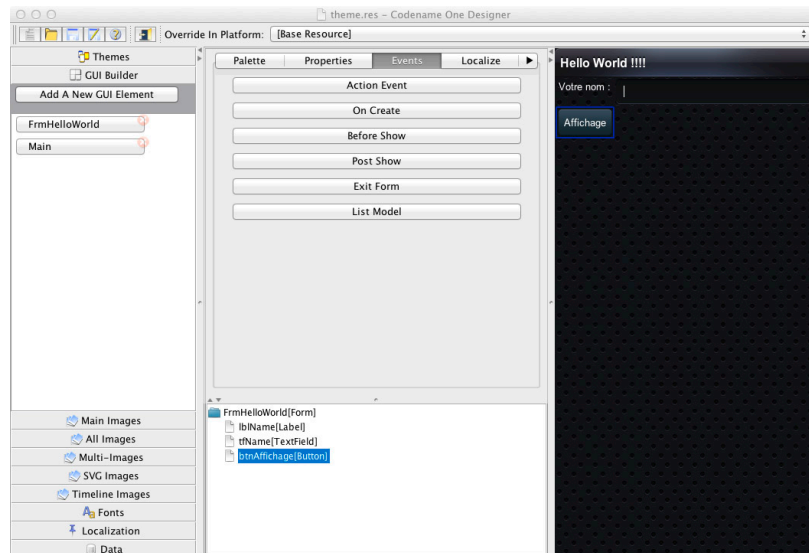 theme.res - Codename One Designer
Override In Platform: [Base Resource]
Themes
GUI Builder
Add A New GUI Element
FrmHelloWorld
Main
Main Images
All Images
Multi-Images
SVG Images
Timeline Images
Fonts
Localization
Data
Palette Properties Events Localize
Action Event
On Create
Before Show
Post Show
Exit Form
List Model
FrmHelloWorld[Form]
lblName[Label]
tfName[TextField]
btnAffichage[Button]
Hello World !!!!
Votre nom :
Affichage